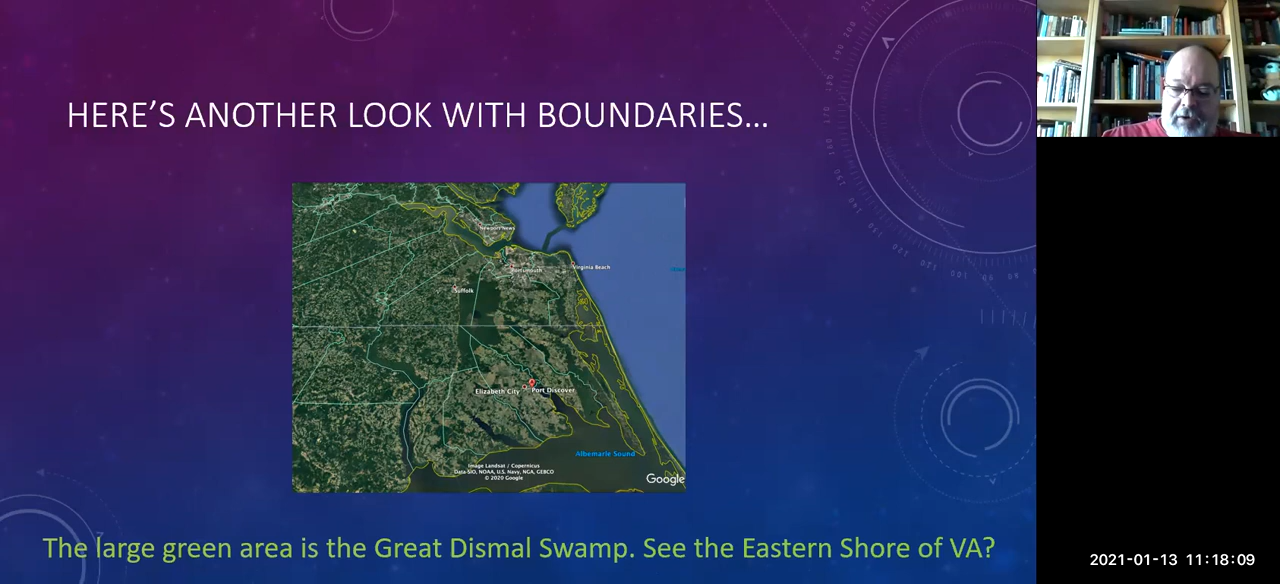 HERE'S ANOTHER LOOK WITH BOUNDARIES...
Newport News
Portsmouth
Virginia Beach
Suffolk
Elizabeth City
Port Discover
Albemarle Sound
Image Landsat / Copernicus
Data SIO, NOAA, U.S. Navy, NGA, GEBCO
© 2020 Google
Google
The large green area is the Great Dismal Swamp. See the Eastern Shore of VA?
2021-01-13 11:18:09